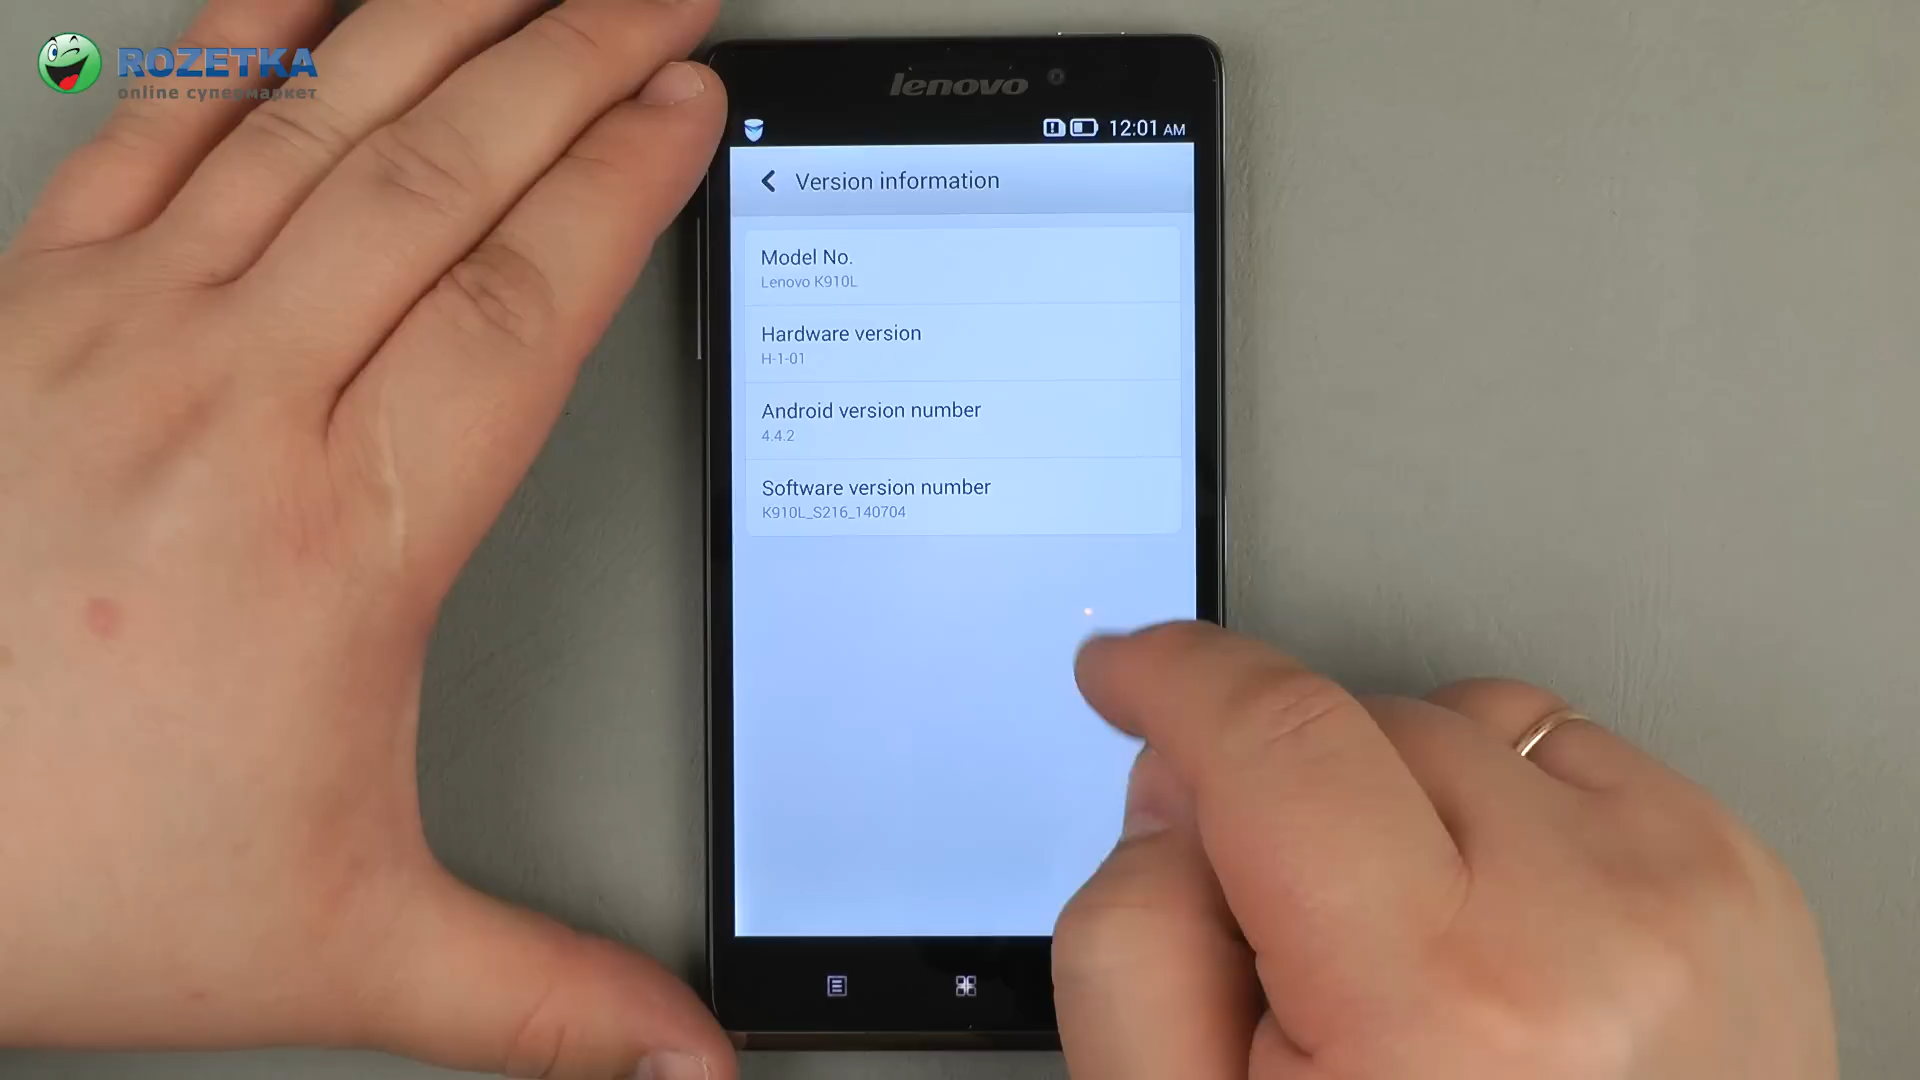 ROZETKA
online супермаркет
lenovo
12:01 AM
Version information
Model No.
Lenovo K910L
Hardware version
H-1-01
Android version number
4.4.2
Software version number
K910L_S216_140704